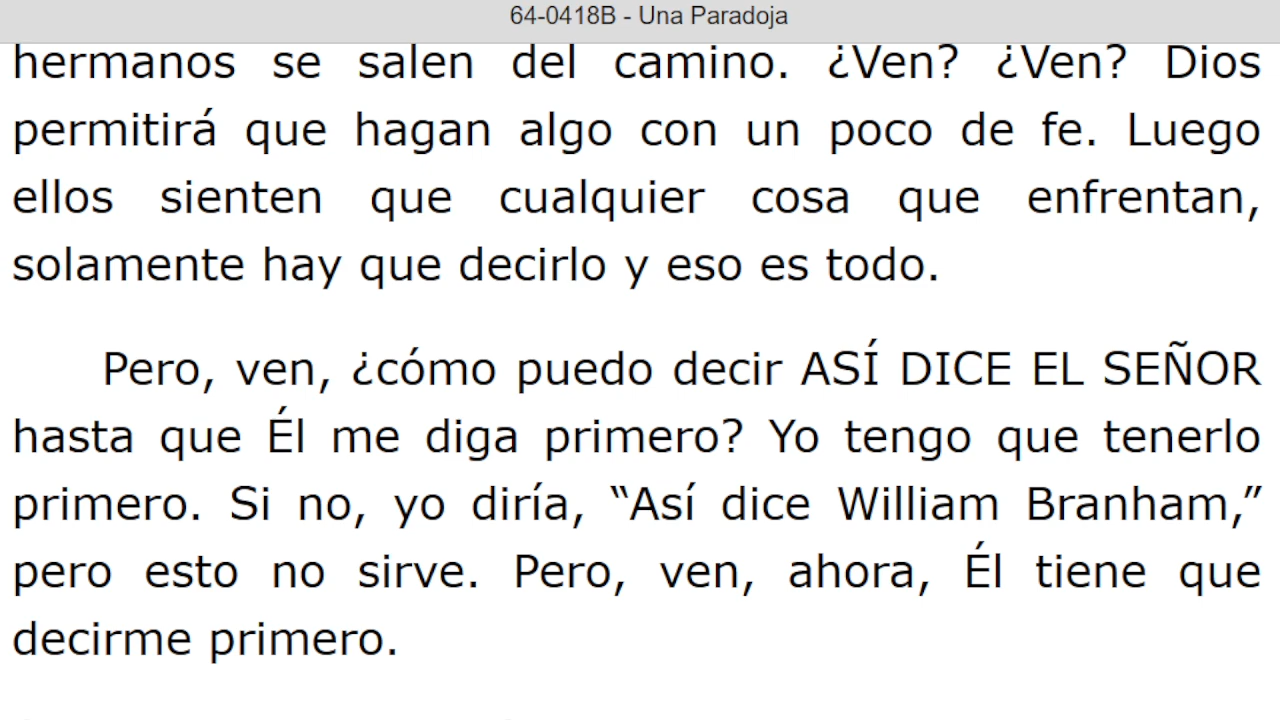 64-0418B - Una Paradoja
hermanos se salen del camino. ¿Ven? ¿Ven? Dios
permitirá que hagan algo con un poco de fe. Luego
ellos sienten que cualquier cosa que enfrentan,
solamente hay que decirlo y eso es todo.
Pero, ven, ¿cómo puedo decir ASÍ DICE EL SEÑOR
hasta que Él me diga primero? Yo tengo que tenerlo
primero. Si no, yo diría, “Así dice William Branham,”
pero esto no sirve. Pero, ven, ahora, Él tiene que
decirme primero.